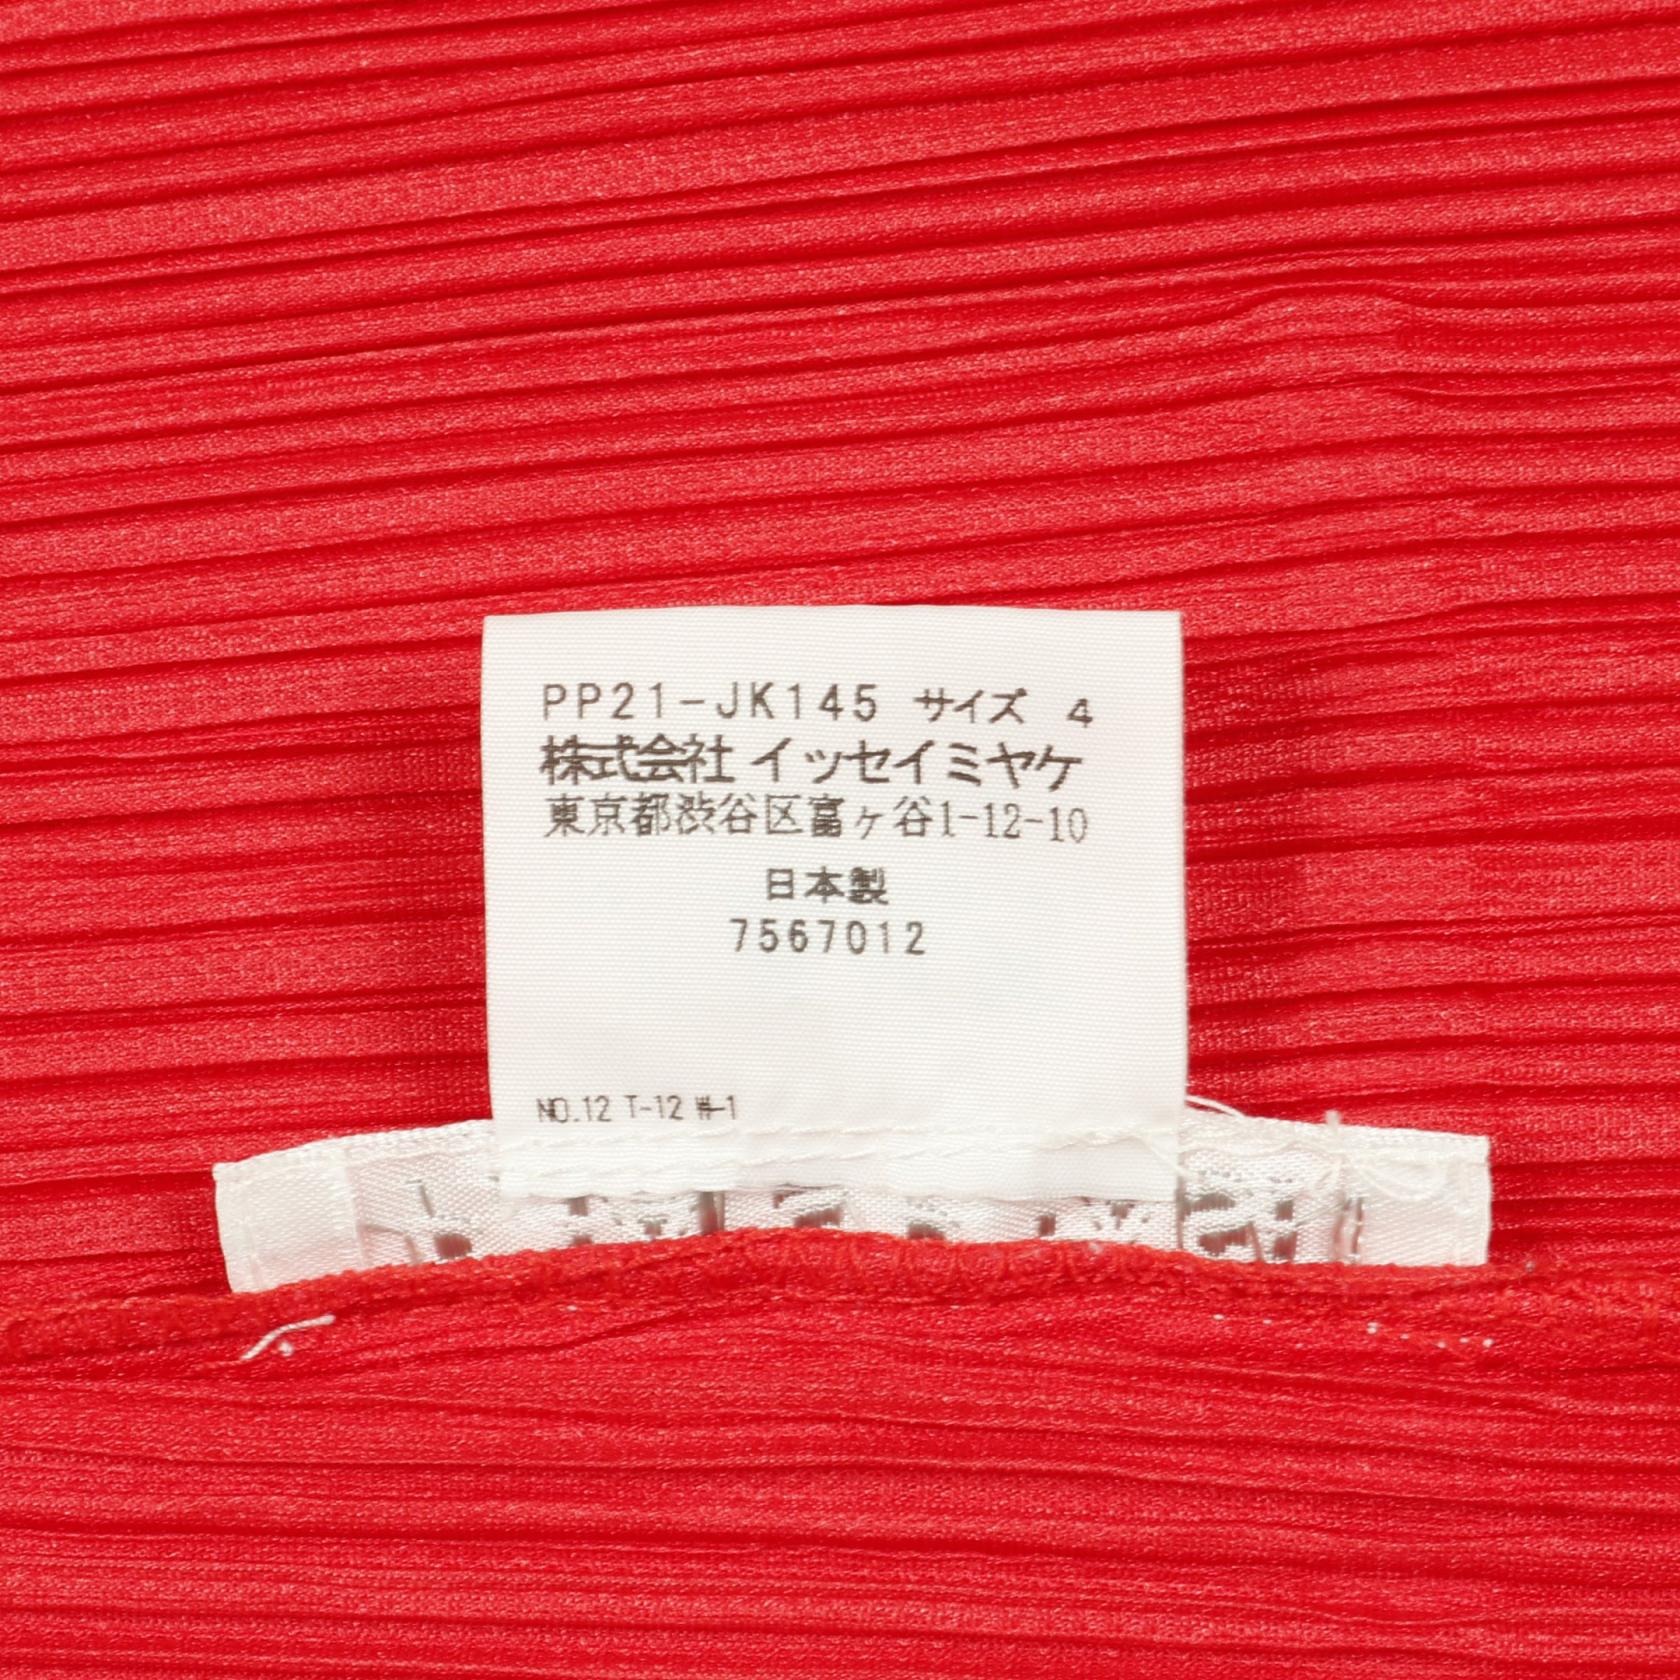 PP21-JK145 サイズ 4
株式会社 イッセイミヤケ
東京都渋谷区富ヶ谷1-12-10
日本製
7567012
NO.12 T-12 W-1